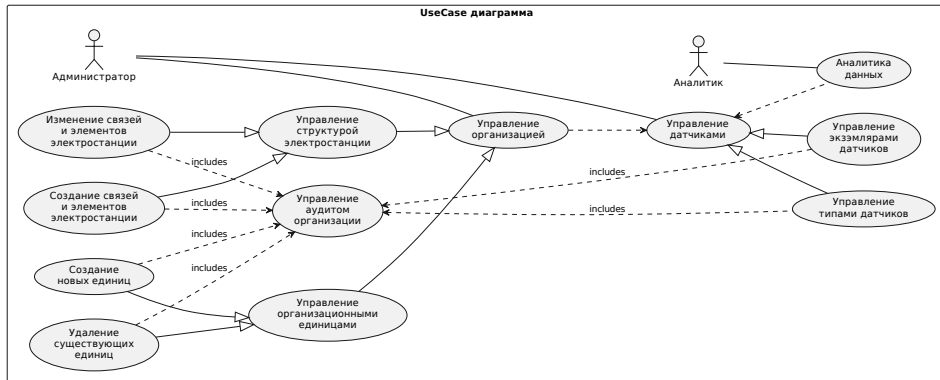 UseCase диаграмма
Администратор
Аналитик
Аналитика
данных
Изменение связей
и элементов
электростанции
Управление
структурой
электростанции
Управление
организацией
Управление
датчиками
Управление
экзэмлярами
датчиков
includes
includes
Создание связей
и элементов
электростанции
includes
Управление
аудитом
организации
includes
Управление
типами датчиков
includes
Создание
новых единиц
includes
Управление
организационными
единицами
Удаление
существующих
единиц